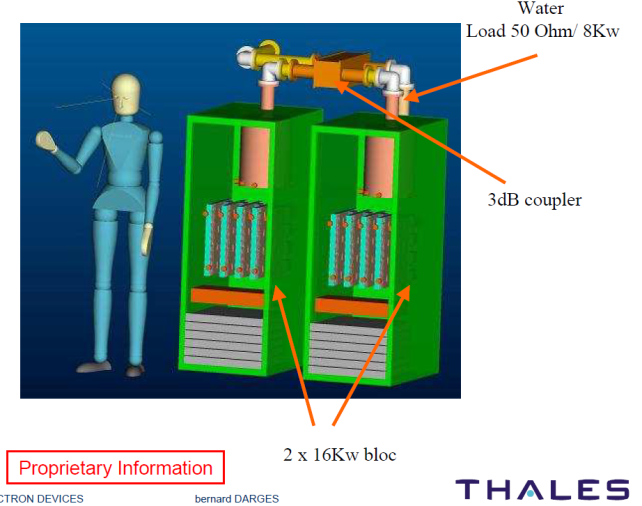 Water
Load 50 Ohm/ 8Kw
3dB coupler
2 x 16Kw bloc
Proprietary Information
CTRON DEVICES
bernard DARGES
THALES